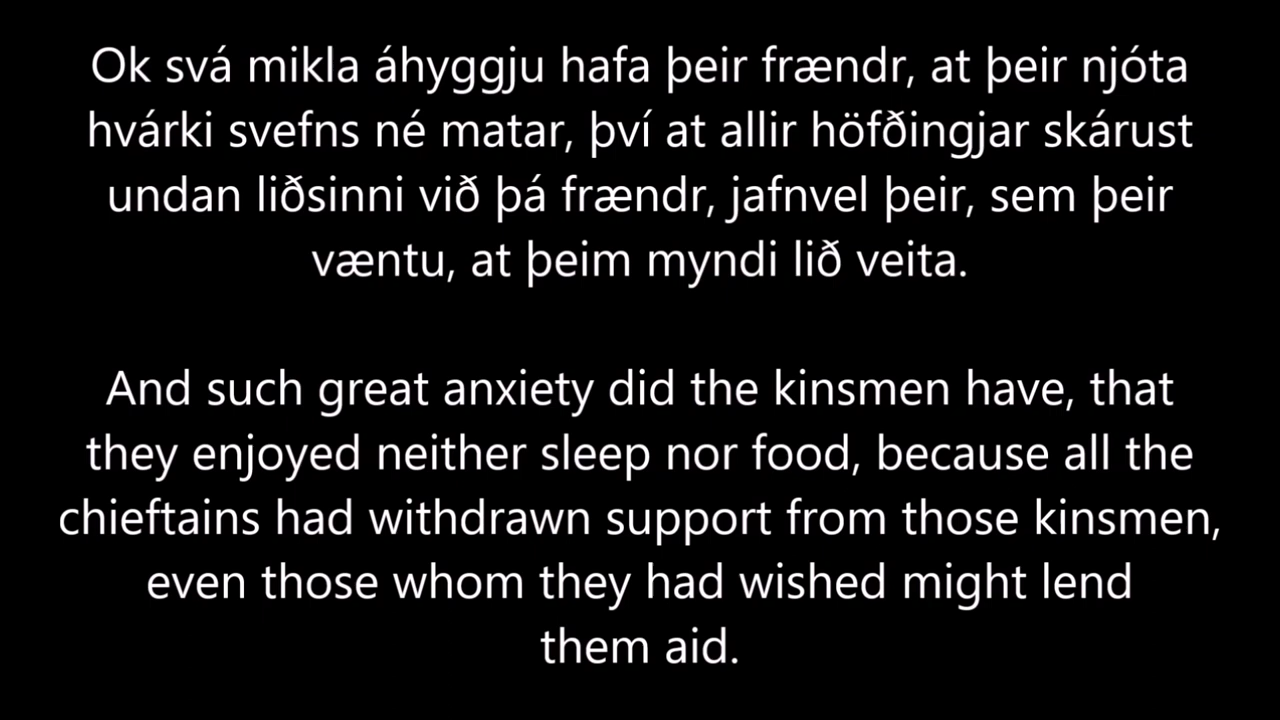 Ok svá mikla áhyggju hafa þeir frændr, at þeir njóta
hvárki svefns né matar, því at allir höfðingjar skárust
undan liðsinni við þá frændr, jafnvel þeir, sem þeir
væntu, at þeim myndi lið veita.
And such great anxiety did the kinsmen have, that
they enjoyed neither sleep nor food, because all the
chieftains had withdrawn support from those kinsmen,
even those whom they had wished might lend
them aid.